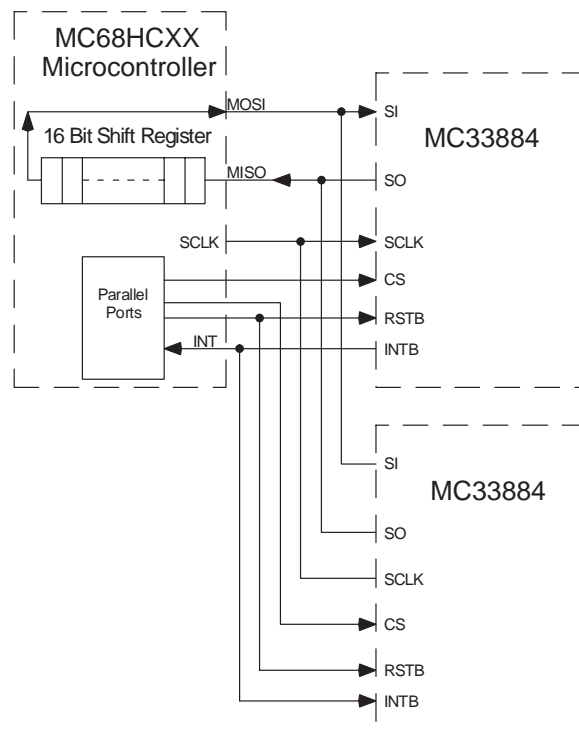 MC68HCXX
Microcontroller
MOSI
SI
MC33884
16 Bit Shift Register
MISO
SO
SCLK
SCLK
CS
Parallel
Ports
RSTB
INT
INTB
SI
MC33884
SO
SCLK
CS
RSTB
INTB